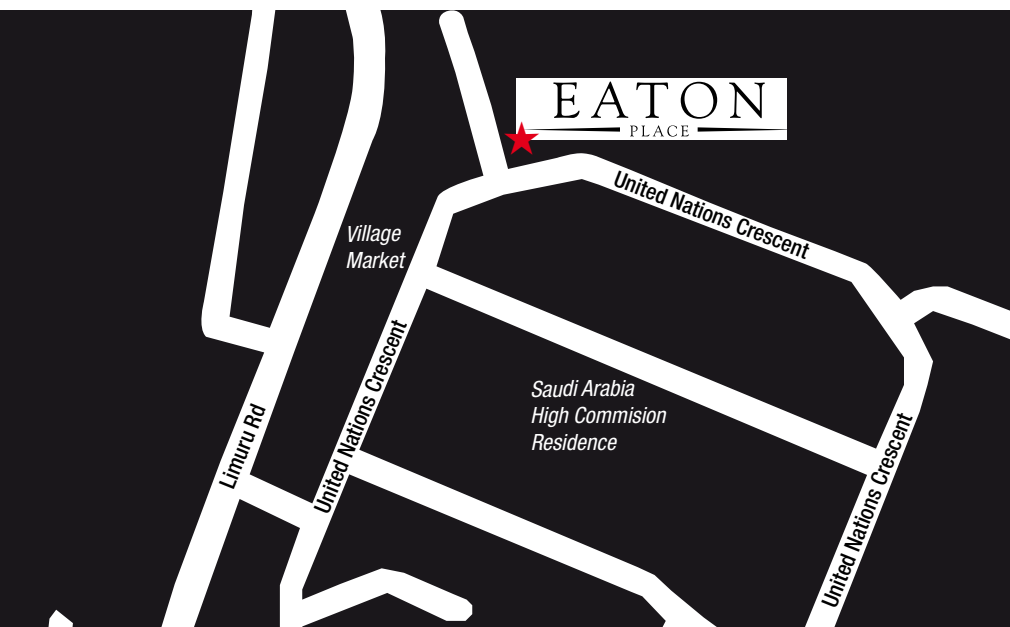 EATON
PLACE
United Nations Crescent
Village
Market
United Nations Crescent
Saudi Arabia
High Commision
Residence
Limuru Rd
United Nations Crescent